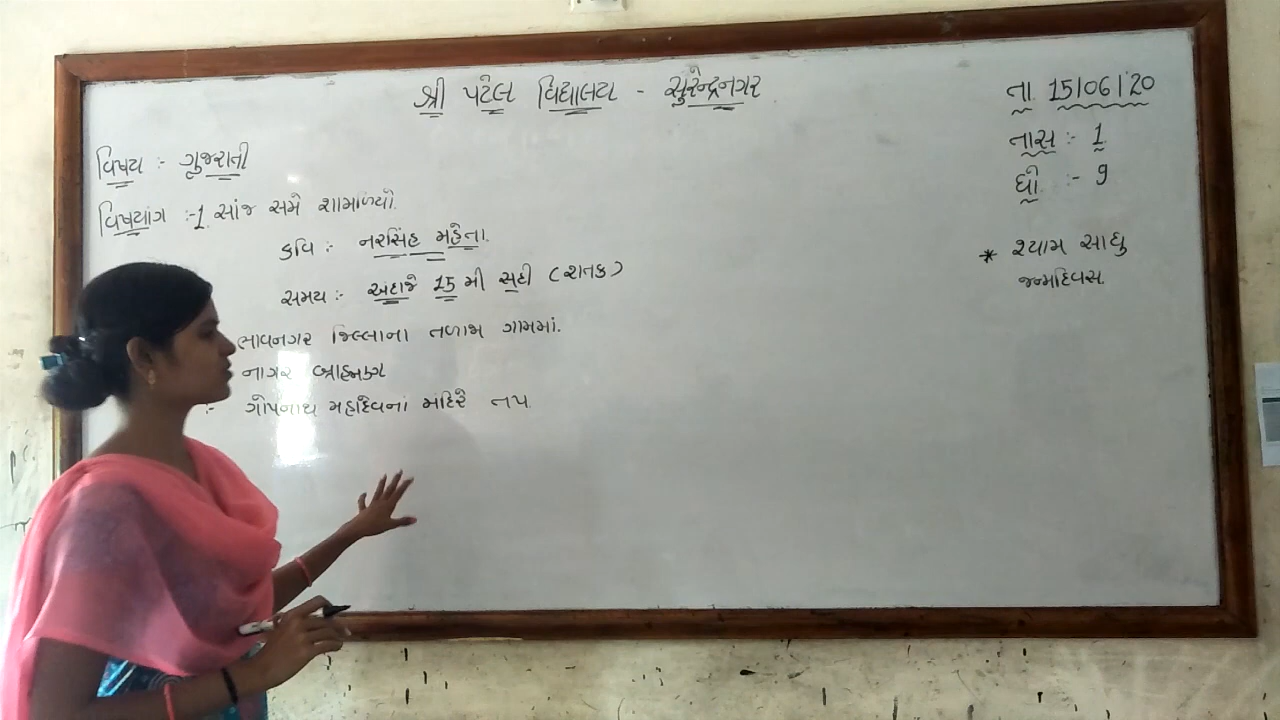 શ્રી પટેલ વિદ્યાલય - સુરેન્દ્રનગર
તા 15/06/20
તાસ :- 1
ધો :- 9
વિષય :- ગુજરાતી
વિષયાંગ :- 1. સાંજ સમે શામળિયો.
કવિ :- નરસિંહ મહેતા.
સમય :- અંદાજે 15 મી સદી (શતક)
ભાવનગર જિલ્લાના તળાજા ગામમાં.
નાગર બ્રાહ્મણ
:- ગોપનાથ મહાદેવનાં મંદિરે તપ.
* શ્યામ સાધુ
જન્મદિવસ.